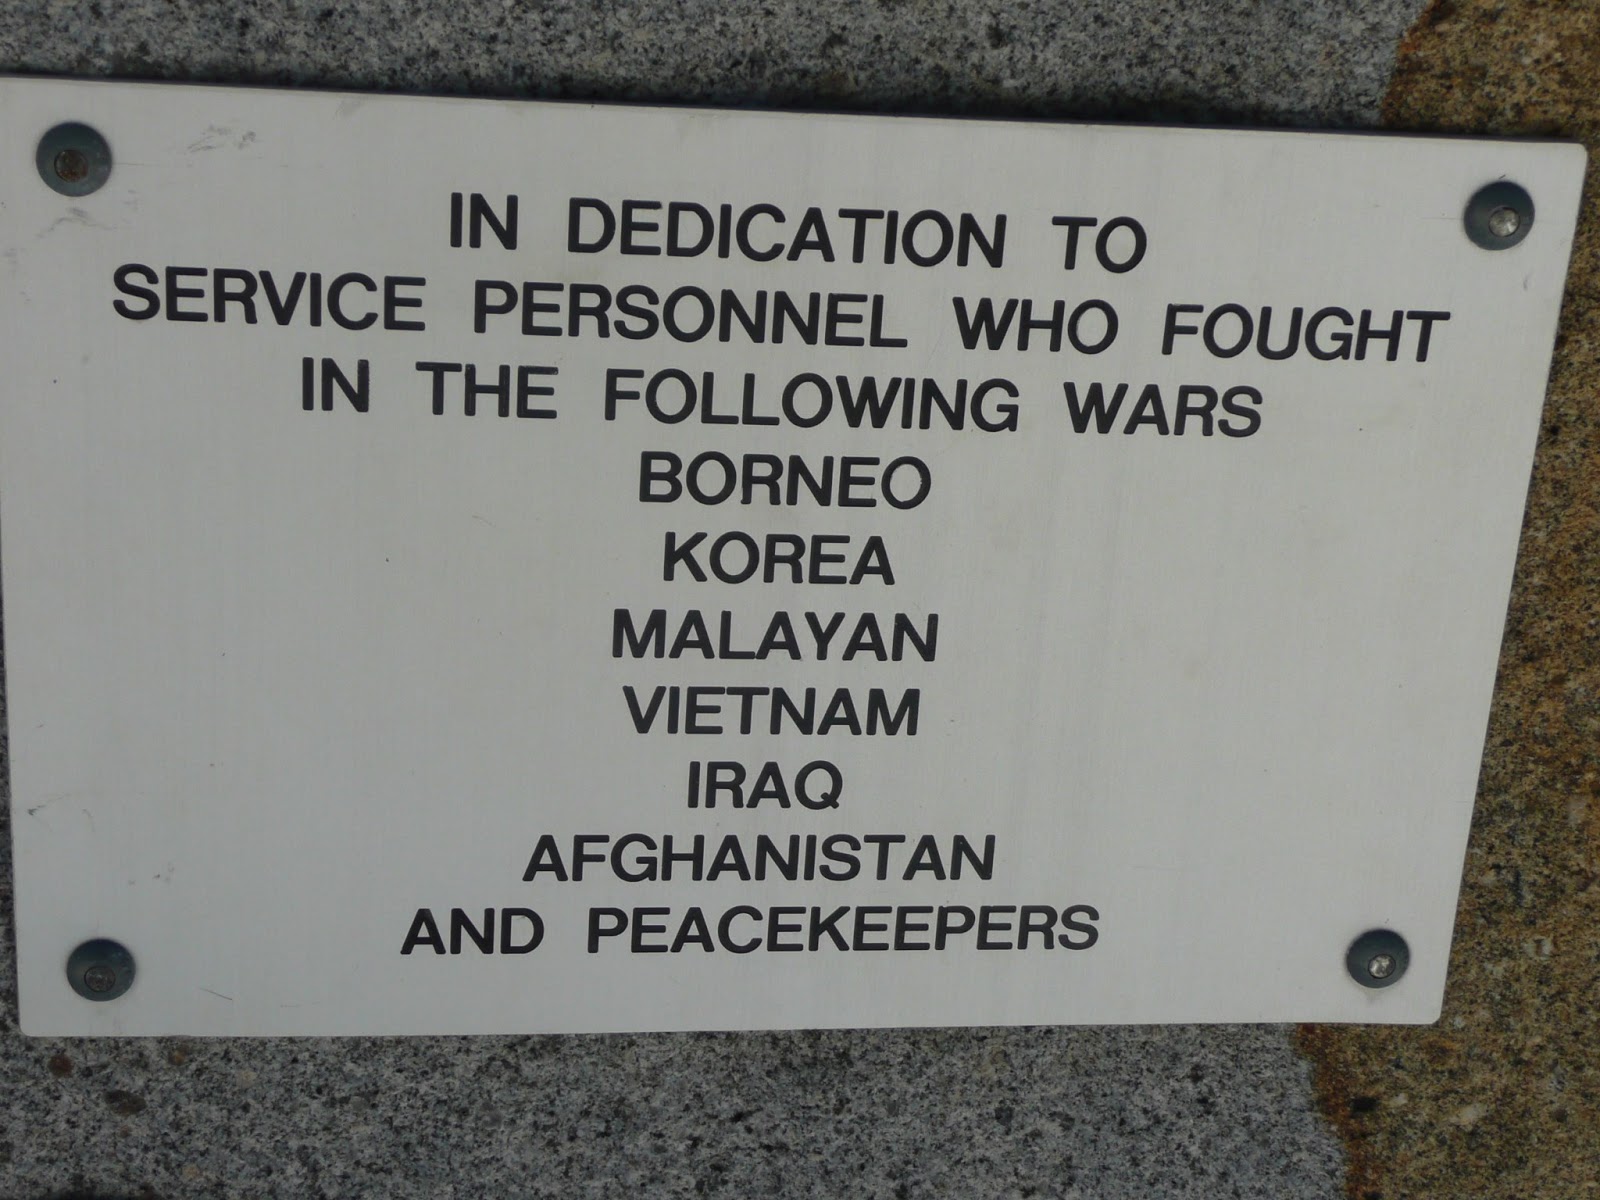 IN DEDICATION TO
SERVICE PERSONNEL WHO FOUGHT
IN THE FOLLOWING WARS
BORNEO
KOREA
MALAYAN
VIETNAM
IRAQ
AFGHANISTAN
AND PEACEKEEPERS